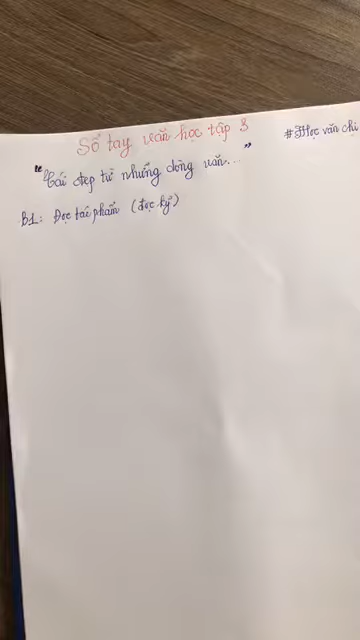 Sổ tay văn học tập 3
#Học văn chị
"Cái đẹp từ những dòng văn..."
B1: Đọc tác phẩm (đọc kỹ)